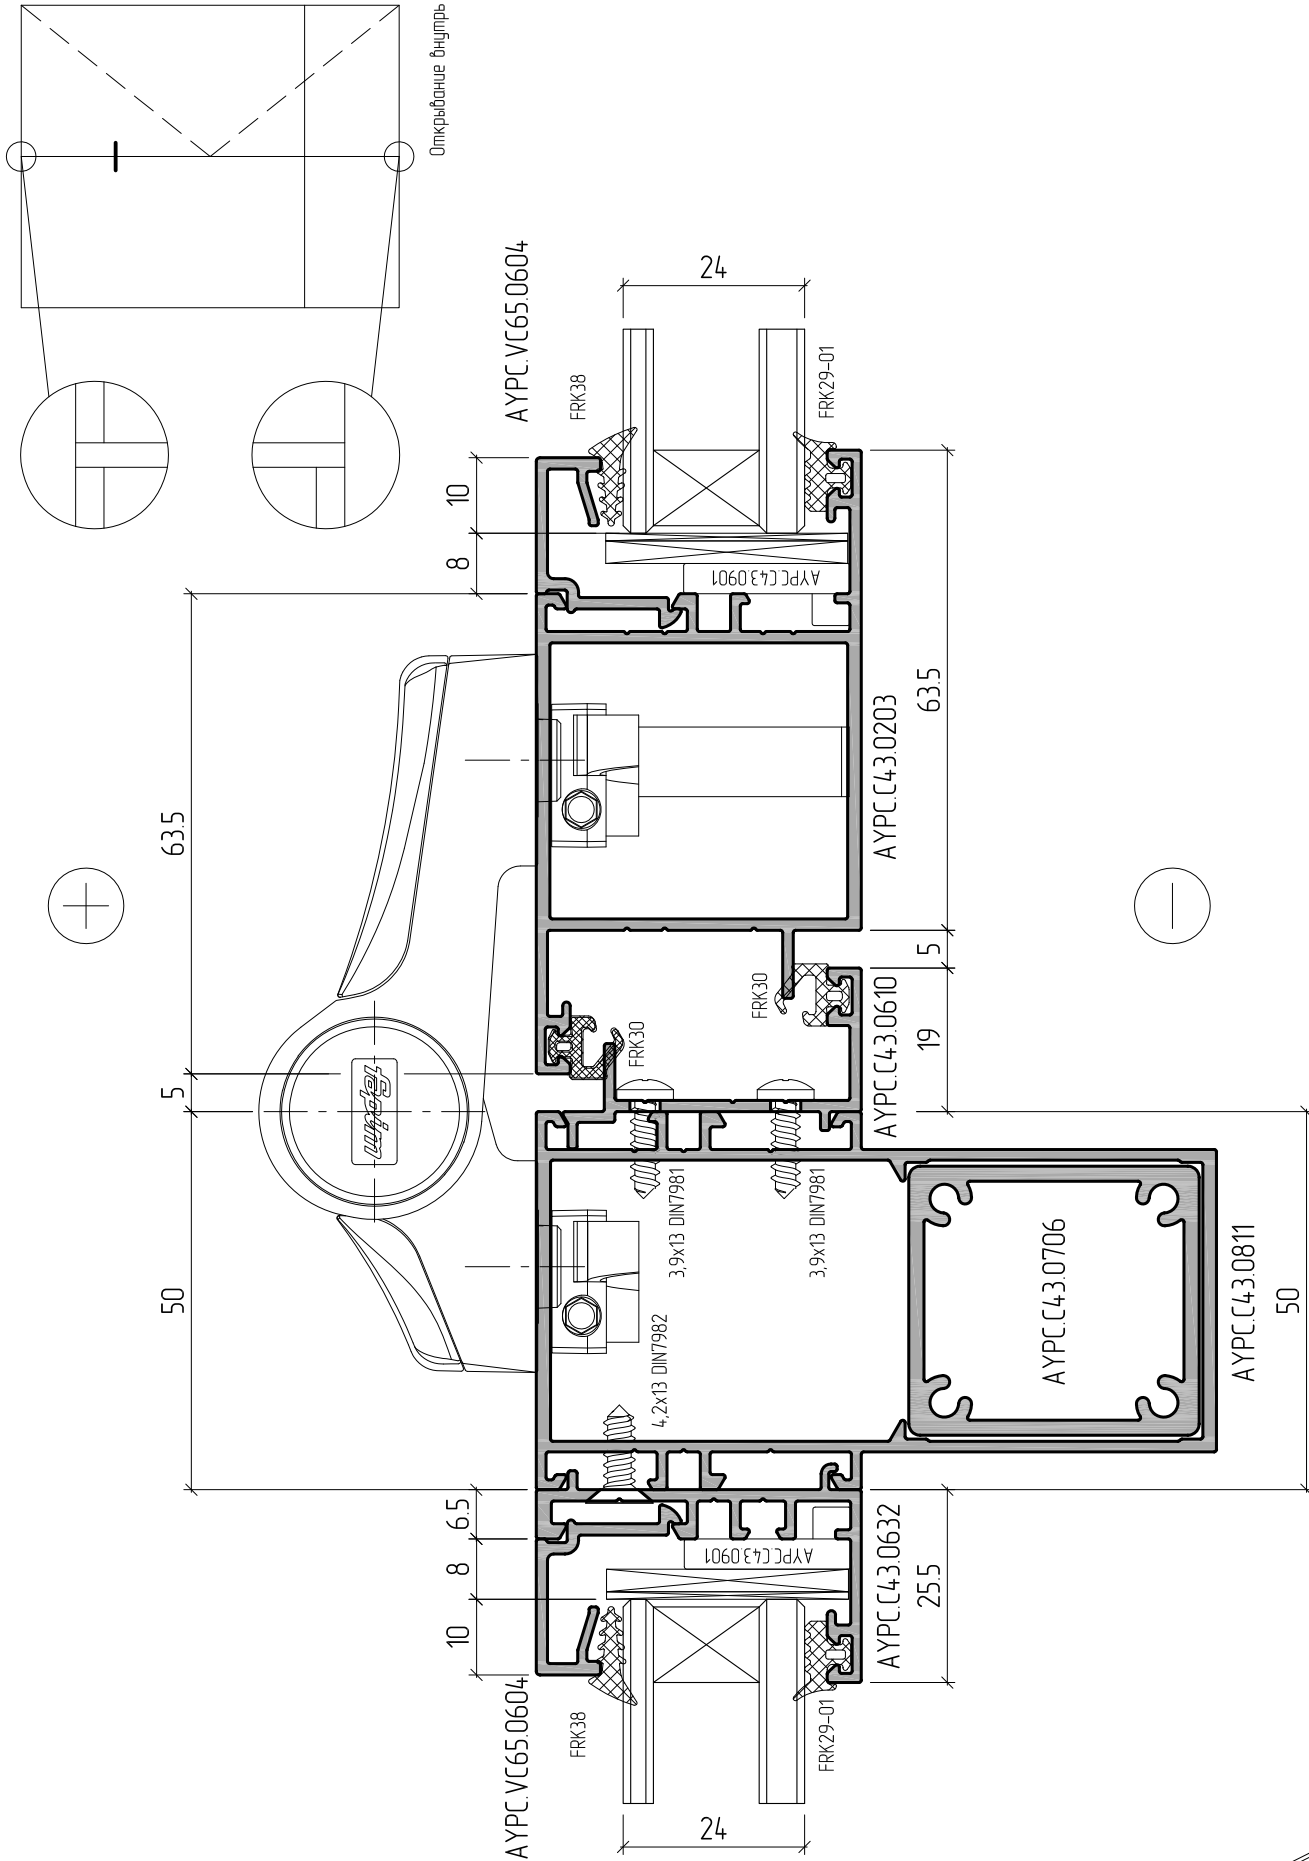 Открывание внутрь
AYPC.VC65.0604
24
FRK38
FRK29-01
10
8
AYPC.C43.0901
63.5
63.5
AYPC.C43.0203
5
FRK30
FRK30
AYPC.C43.0610
19
5
fapim
3,9x13 DIN7981
3,9x13 DIN7981
4,2x13 DIN7982
50
AYPC.C43.0706
AYPC.C43.0811
50
6.5
8
10
AYPC.C43.0901
AYPC.C43.0632
25.5
AYPC.VC65.0604
FRK38
FRK29-01
24